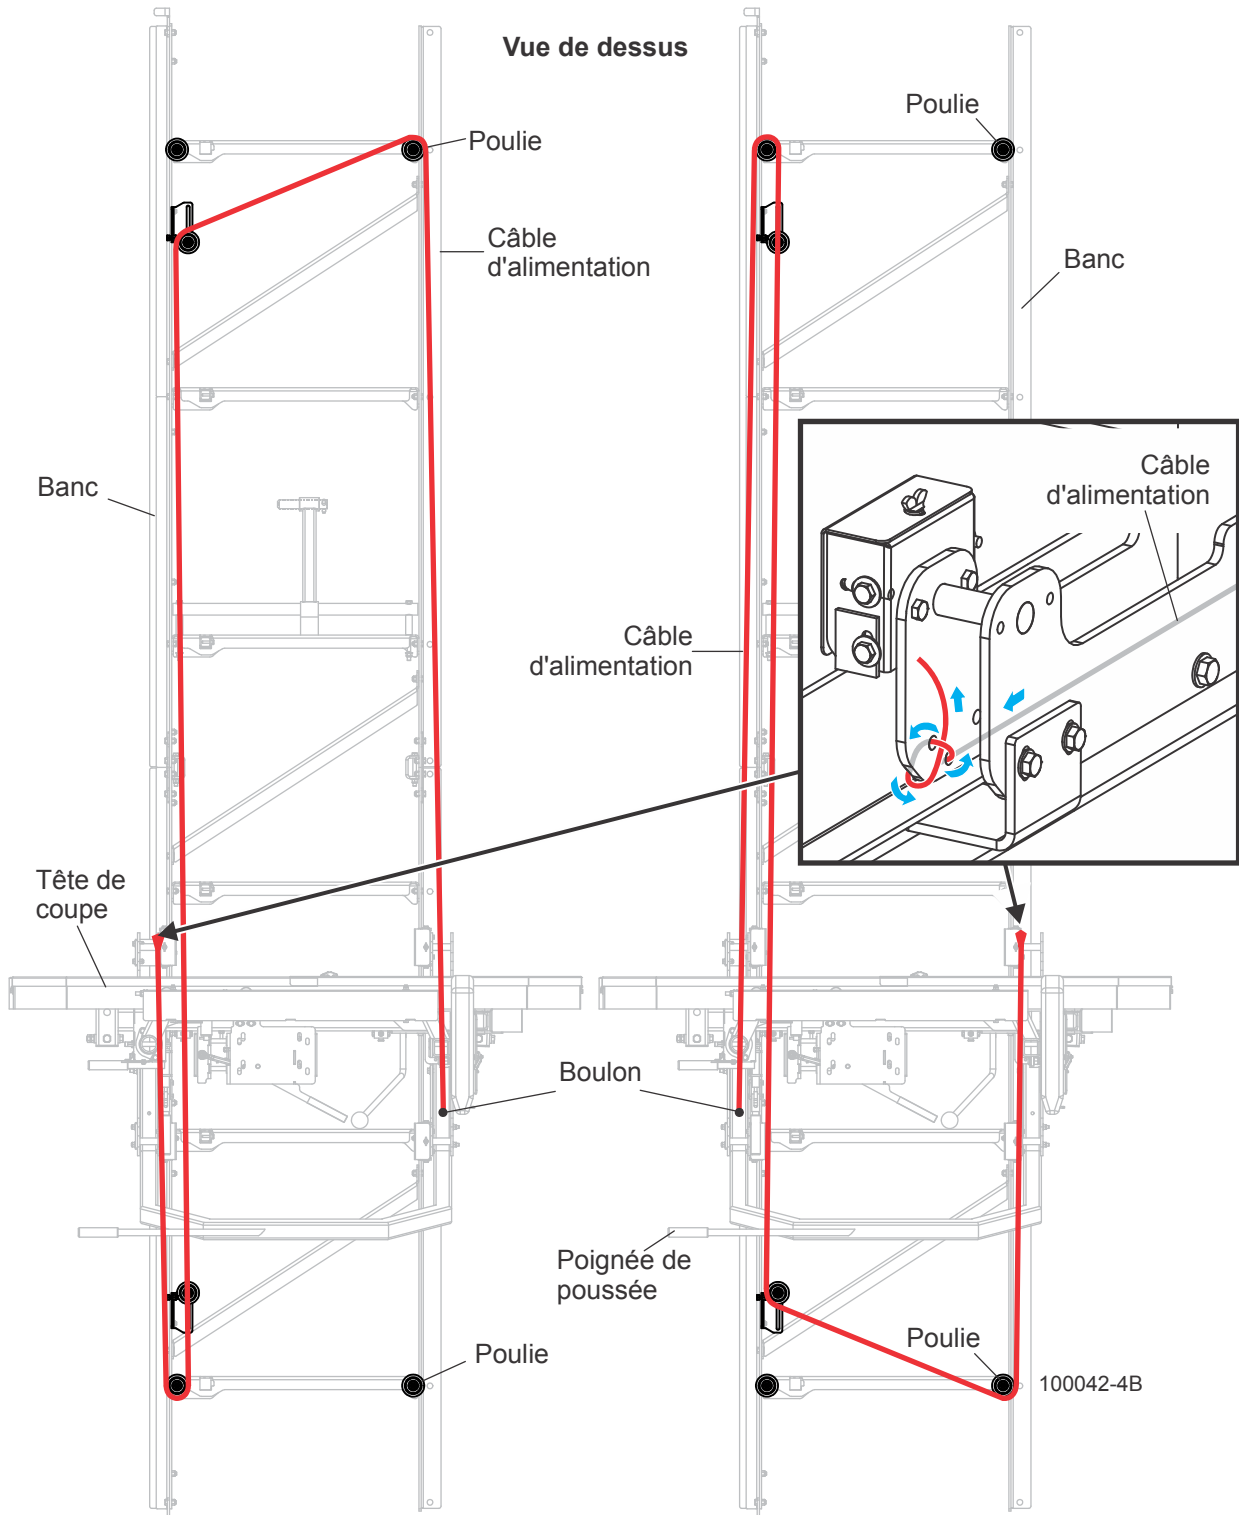 Vue de dessus
Poulie
Poulie
Câble
d'alimentation
Banc
Câble
d'alimentation
Banc
Câble
d'alimentation
Tête de
coupe
Boulon
Poignée de
poussée
Poulie
Poulie
100042-4B